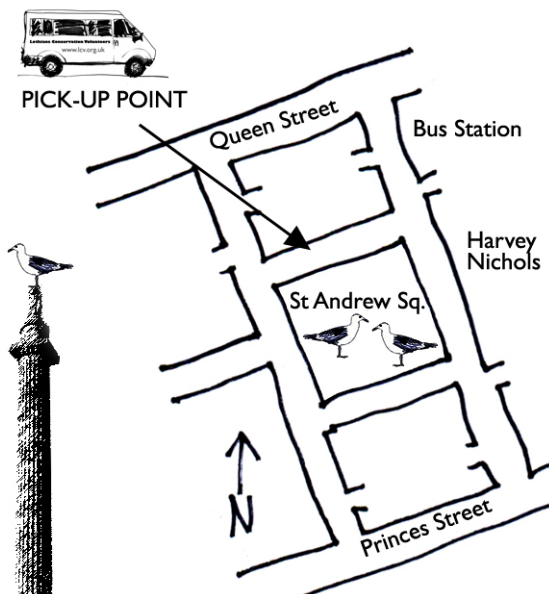 Lothians Conservation Volunteers
www.lcv.org.uk
PICK-UP POINT
Queen Street
Bus Station
Harvey
Nichols
St Andrew Sq.
N
Princes Street